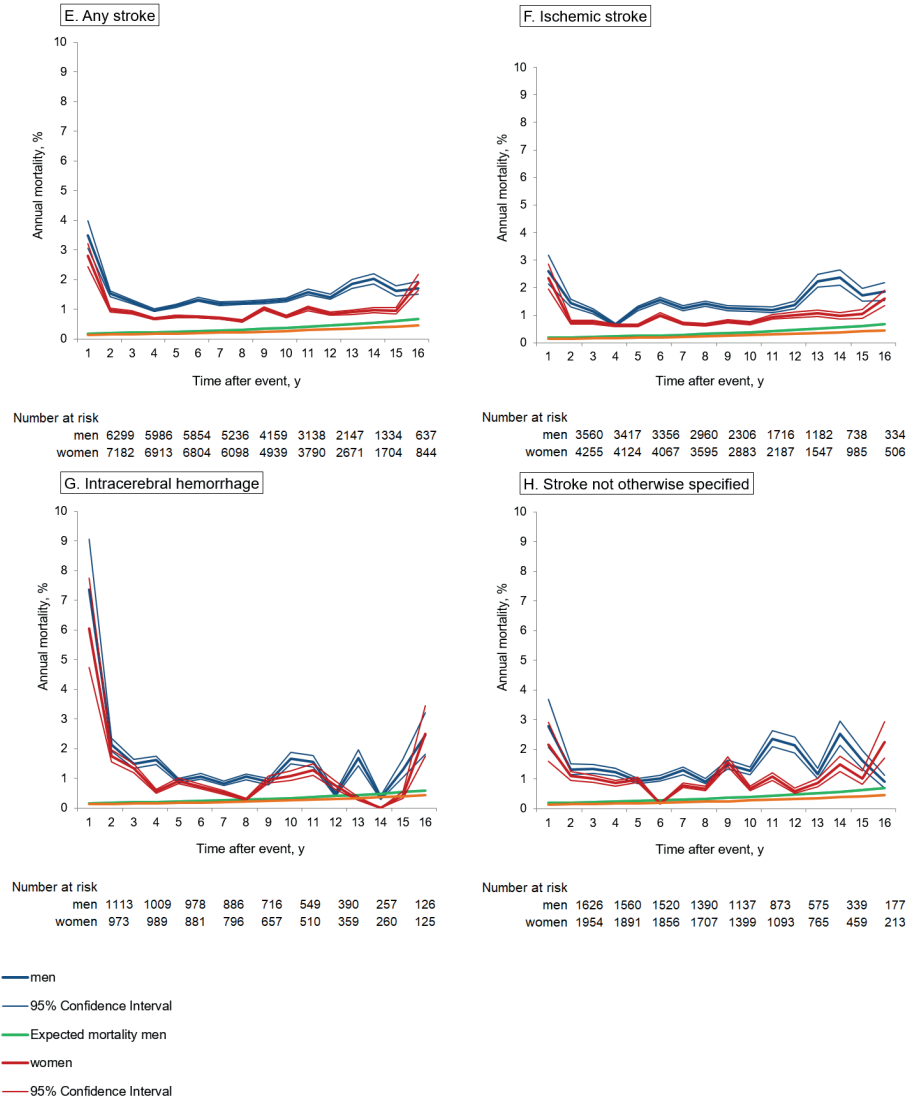 E. Any stroke
10
9
8
7
6
5
4
3
2
1
0
Annual mortality, %
1 2 3 4 5 6 7 8 9 10 11 12 13 14 15 16
Time after event, y
Number at risk
men 6299 5986 5854 5236 4159 3138 2147 1334 637
women 7182 6913 6804 6098 4939 3790 2671 1704 844
F. Ischemic stroke
10
9
8
7
6
5
4
3
2
1
0
Annual mortality, %
1 2 3 4 5 6 7 8 9 10 11 12 13 14 15 16
Time after event, y
Number at risk
men 3560 3417 3356 2960 2306 1716 1182 738 334
women 4255 4124 4067 3595 2883 2187 1547 985 506
G. Intracerebral hemorrhage
10
9
8
7
6
5
4
3
2
1
0
Annual mortality, %
1 2 3 4 5 6 7 8 9 10 11 12 13 14 15 16
Time after event, y
Number at risk
men 1113 1009 978 886 716 549 390 257 126
women 973 989 881 796 657 510 359 260 125
H. Stroke not otherwise specified
10
9
8
7
6
5
4
3
2
1
0
Annual mortality, %
1 2 3 4 5 6 7 8 9 10 11 12 13 14 15 16
Time after event, y
Number at risk
men 1626 1560 1520 1390 1137 873 575 339 177
women 1954 1891 1856 1707 1399 1093 765 459 213
men
95% Confidence Interval
Expected mortality men
women
95% Confidence Interval